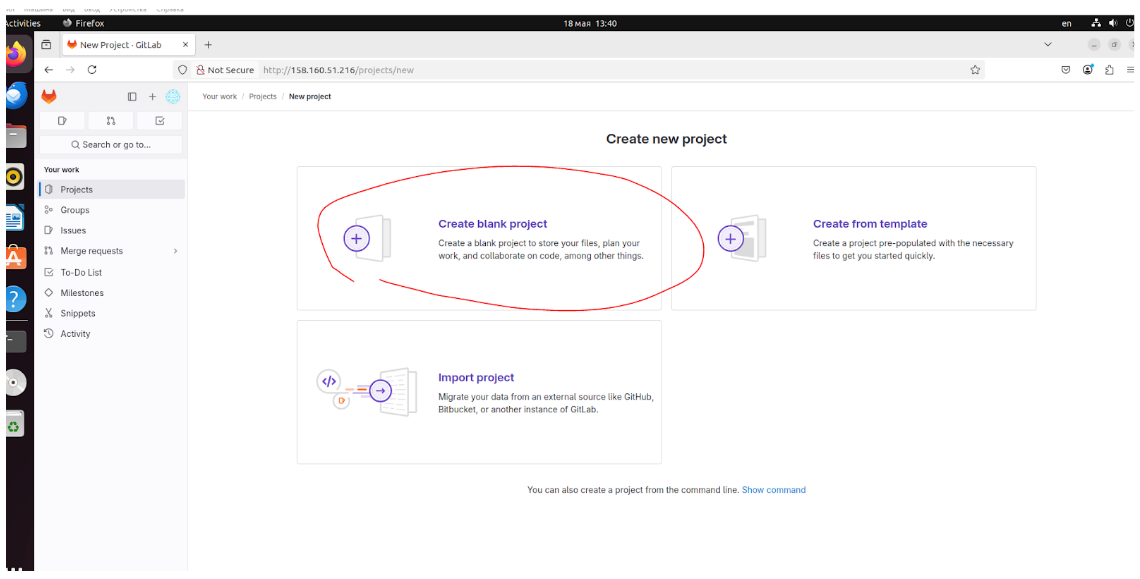 Activities
Firefox
18 мая 13:40
en
New Project · GitLab
Not Secure
http://158.160.51.216/projects/new
Your work / Projects / New project
Search or go to...
Your work
Projects
Groups
Issues
Merge requests
To-Do List
Milestones
Snippets
Activity
Create new project
Create blank project
Create a blank project to store your files, plan your
work, and collaborate on code, among other things.
Create from template
Create a project pre-populated with the necessary
files to get you started quickly.
Import project
Migrate your data from an external source like GitHub,
Bitbucket, or another instance of GitLab.
You can also create a project from the command line. Show command